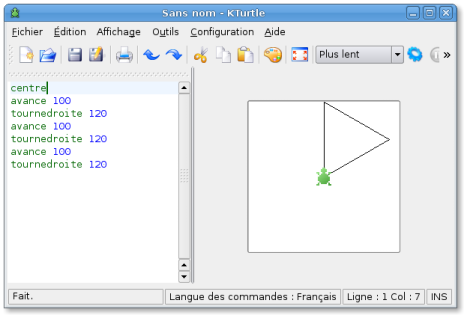 Sans nom - KTurtle
Fichier Édition Affichage Outils Configuration Aide
Plus lent
»
centre
avance 100
tournedroite 120
avance 100
tournedroite 120
avance 100
tournedroite 120
Fait.
Langue des commandes : Français
Ligne : 1 Col : 7
INS